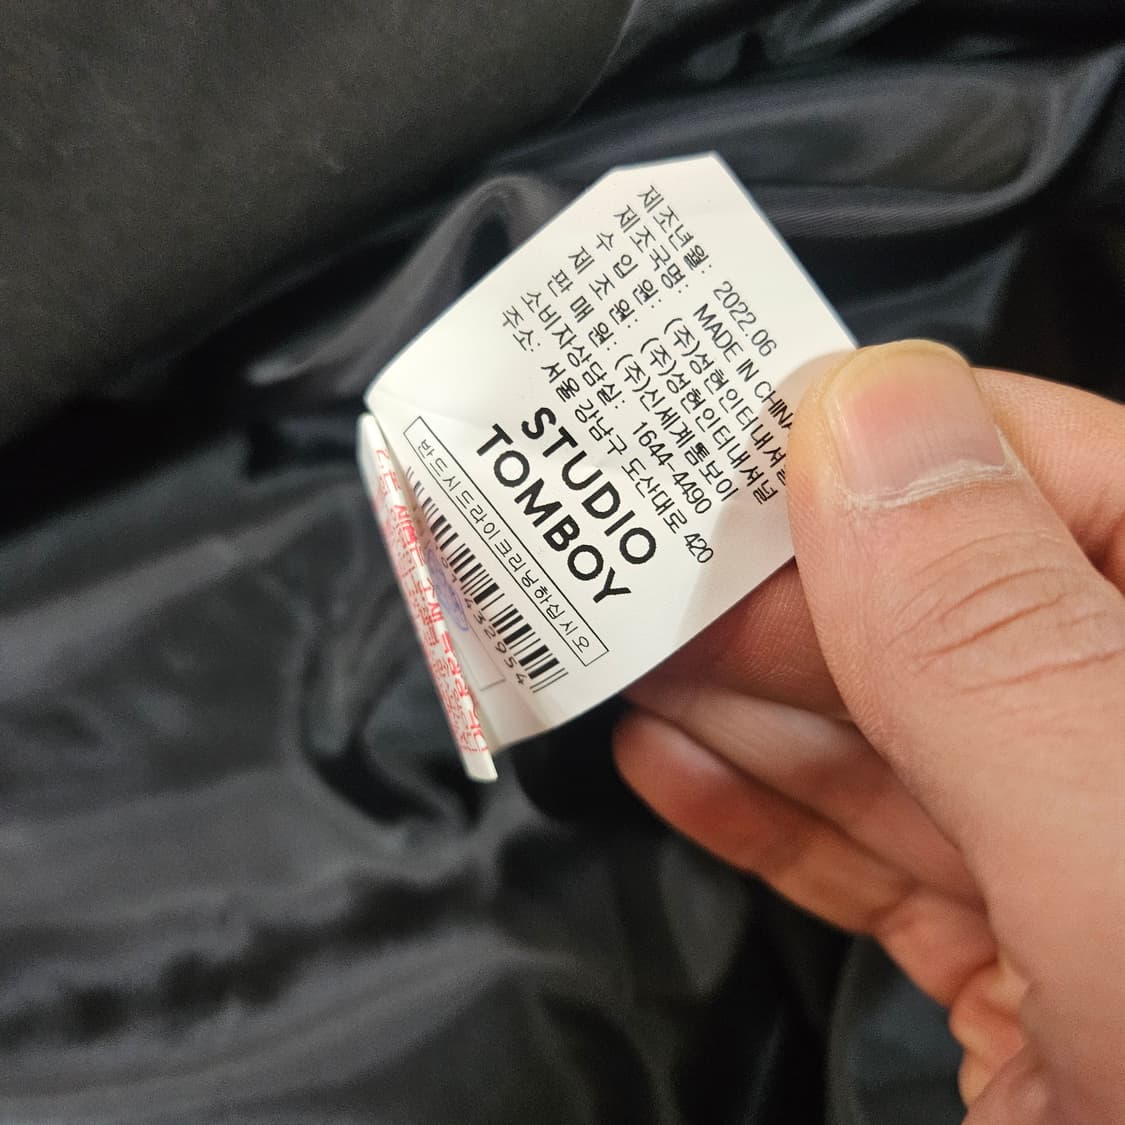 제조년월: 2022.06
제조국명: MADE IN CHINA
수 입 원: (주)성현인터내셔널
제 조 원: (주)성현인터내셔널
판 매 원: (주)신세계톰보이
소비자상담실: 1644-4490
주소: 서울 강남구 도산대로 420
STUDIO
TOMBOY
반드시드라이크리닝하십시오